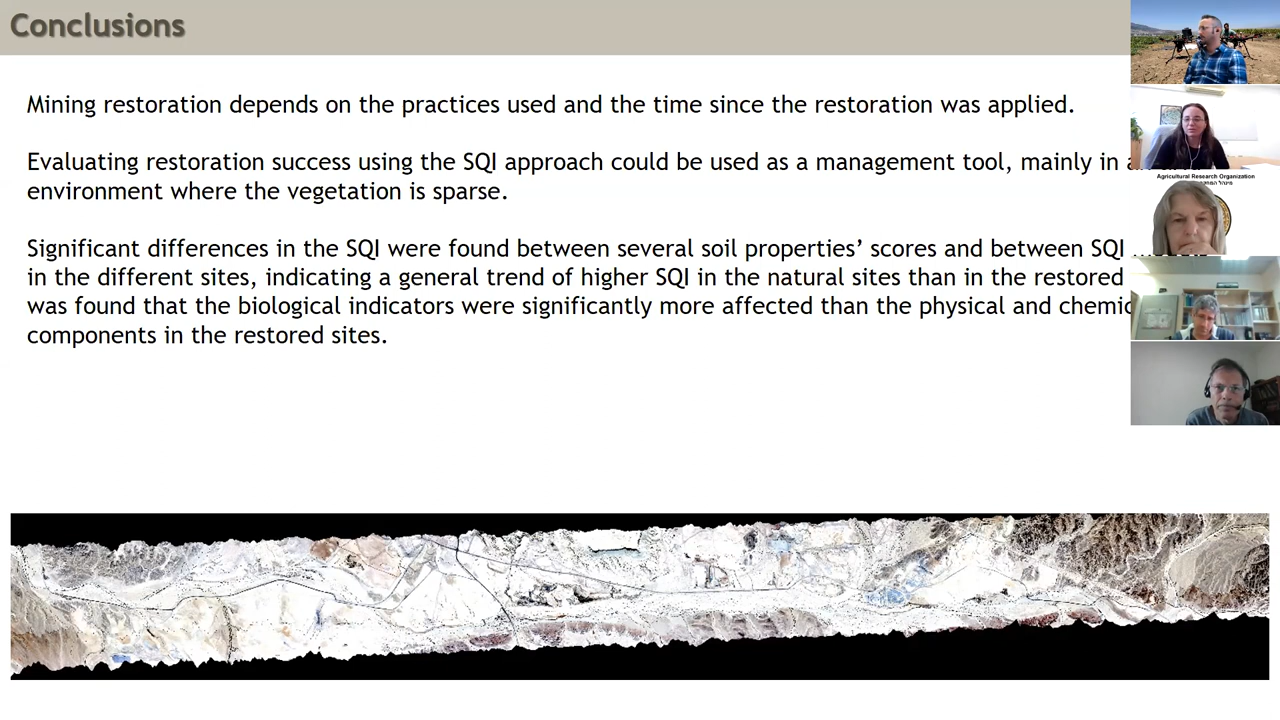 Conclusions
Mining restoration depends on the practices used and the time since the restoration was applied.
Evaluating restoration success using the SQI approach could be used as a management tool, mainly in
environment where the vegetation is sparse.
Significant differences in the SQI were found between several soil properties’ scores and between SQI
in the different sites, indicating a general trend of higher SQI in the natural sites than in the restored
was found that the biological indicators were significantly more affected than the physical and
components in the restored sites.
Agricultural Research Organization